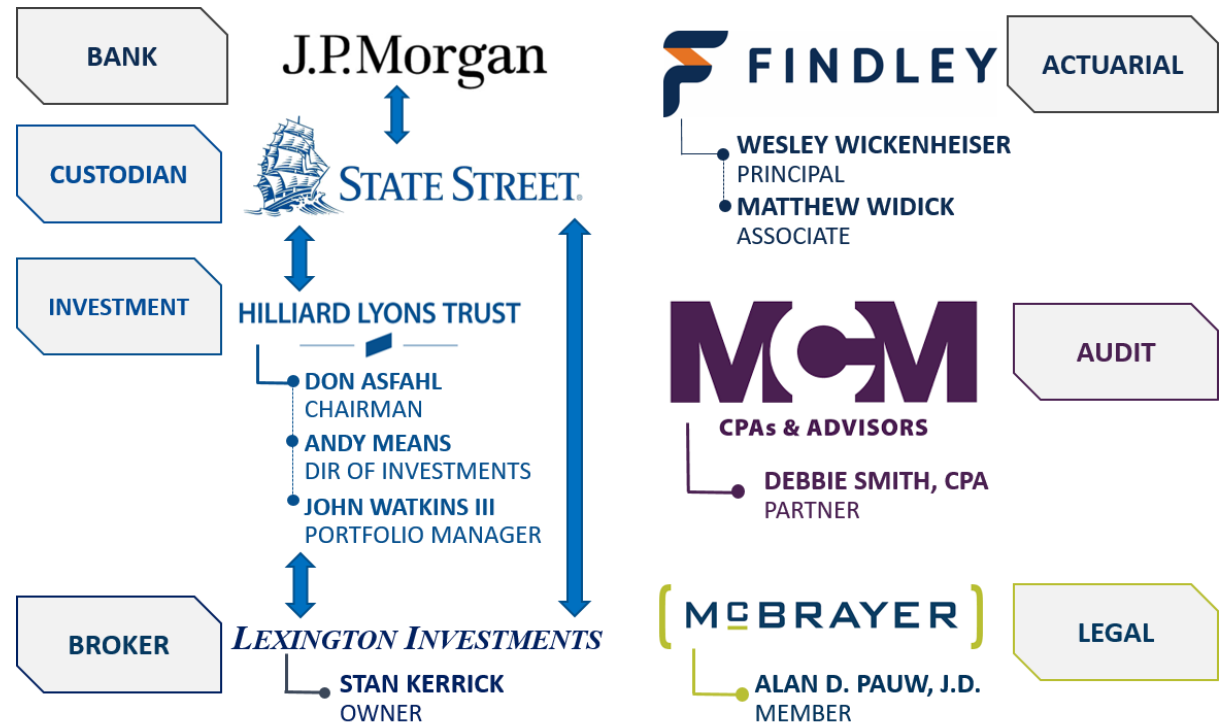 BANK
J.P.Morgan
CUSTODIAN
STATE STREET®
INVESTMENT
HILLIARD LYONS TRUST
DON ASFAHL
CHAIRMAN
ANDY MEANS
DIR OF INVESTMENTS
JOHN WATKINS III
PORTFOLIO MANAGER
BROKER
LEXINGTON INVESTMENTS
STAN KERRICK
OWNER
FINDLEY
ACTUARIAL
WESLEY WICKENHEISER
PRINCIPAL
MATTHEW WIDICK
ASSOCIATE
MCM
CPAs & ADVISORS
AUDIT
DEBBIE SMITH, CPA
PARTNER
McBRAYER
LEGAL
ALAN D. PAUW, J.D.
MEMBER